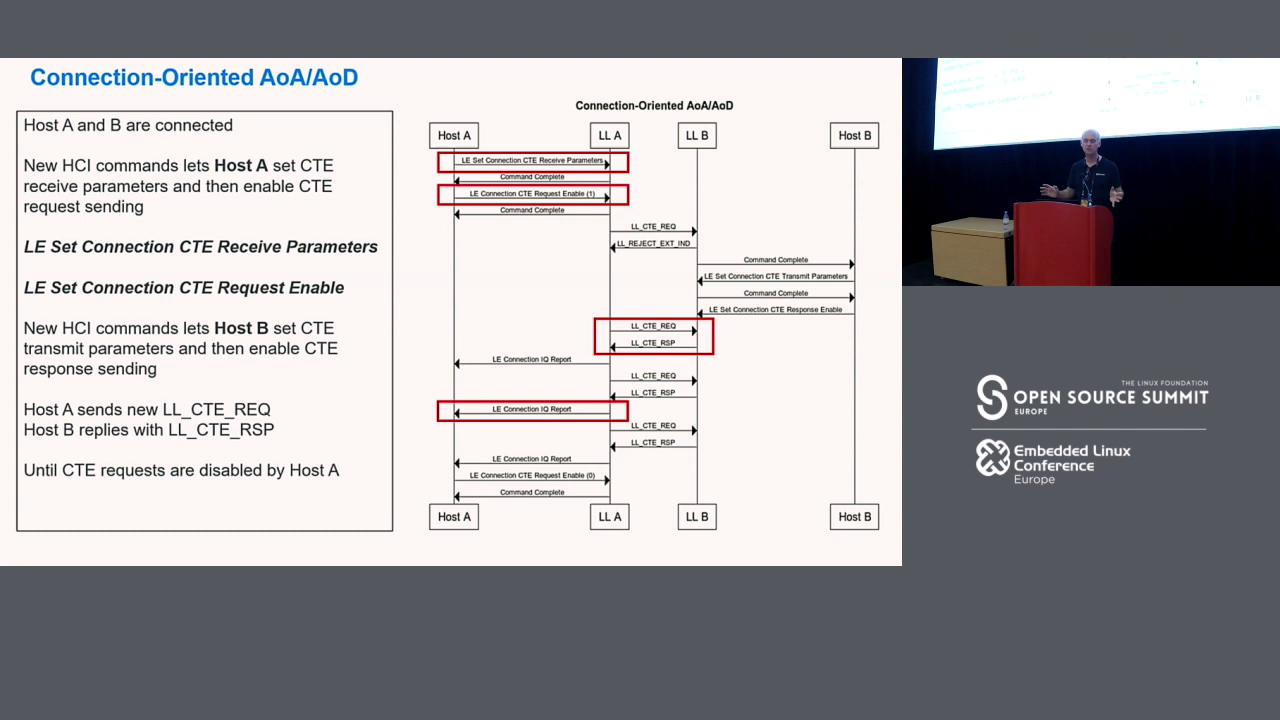 Connection-Oriented AoA/AoD
Host A and B are connected
New HCI commands lets Host A set CTE
receive parameters and then enable CTE
request sending
LE Set Connection CTE Receive Parameters
LE Set Connection CTE Request Enable
New HCI commands lets Host B set CTE
transmit parameters and then enable CTE
response sending
Host A sends new LL_CTE_REQ
Host B replies with LL_CTE_RSP
Until CTE requests are disabled by Host A
Connection-Oriented AoA/AoD
Host A
LL A
LL B
Host B
LE Set Connection CTE Receive Parameters
Command Complete
LE Connection CTE Request Enable (1)
Command Complete
LL_CTE_REQ
LL_REJECT_EXT_IND
Command Complete
LE Set Connection CTE Transmit Parameters
Command Complete
LE Set Connection CTE Response Enable
LL_CTE_REQ
LL_CTE_RSP
LE Connection IQ Report
LL_CTE_REQ
LL_CTE_RSP
LE Connection IQ Report
LL_CTE_REQ
LL_CTE_RSP
LE Connection IQ Report
LE Connection CTE Request Enable (0)
Command Complete
Host A
LL A
LL B
Host B
THE LINUX FOUNDATION
OPEN SOURCE SUMMIT
EUROPE
Embedded Linux
Conference
Europe